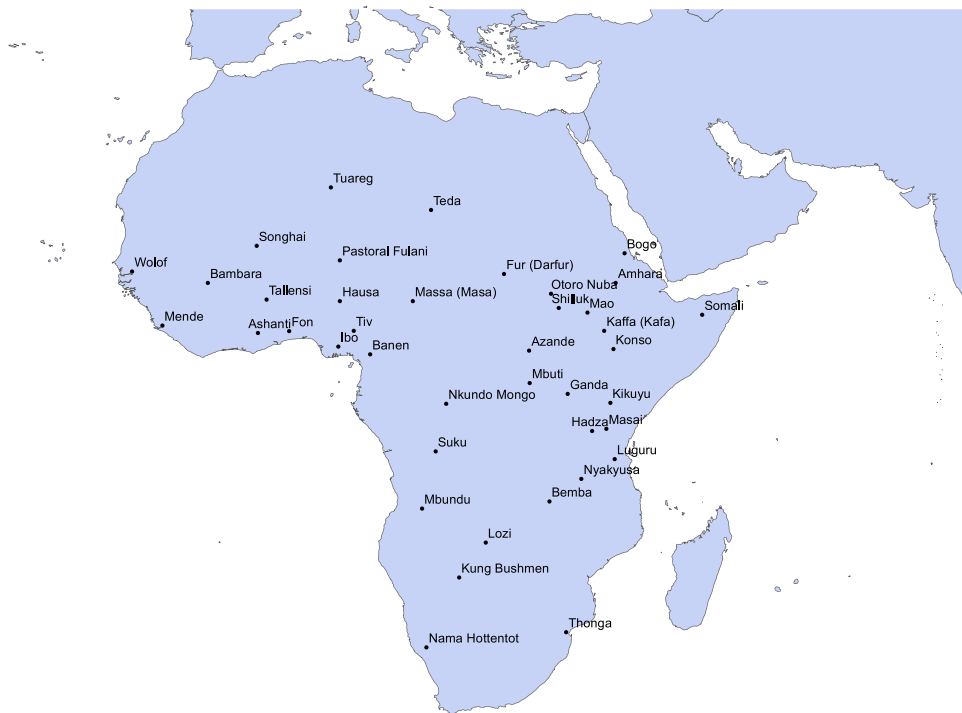 Tuareg
Teda
Songhai
Bogo
Pastoral Fulani
Wolof
Fur (Darfur)
Bambara
Amhara
Tallensi
Hausa
Massa (Masa)
Otoro Nuba
Shilluk
Mao
Somali
Mende
Ashanti
Fon
Tiv
Kaffa (Kafa)
Ibo
Banen
Azande
Konso
Mbuti
Nkundo Mongo
Ganda
Kikuyu
Hadza
Masai
Suku
Luguru
Nyakyusa
Mbundu
Bemba
Lozi
Kung Bushmen
Thonga
Nama Hottentot